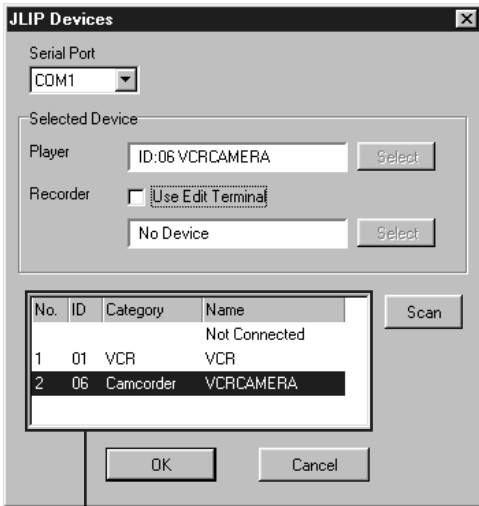 JLIP Devices
Serial Port
COM1
Selected Device
Player ID:06 VCRCAMERA Select
Recorder Use Edit Terminal
No Device Select
No. ID Category Name
Not Connected
1 01 VCR VCR
2 06 Camcorder VCRCAMERA
Scan
OK Cancel